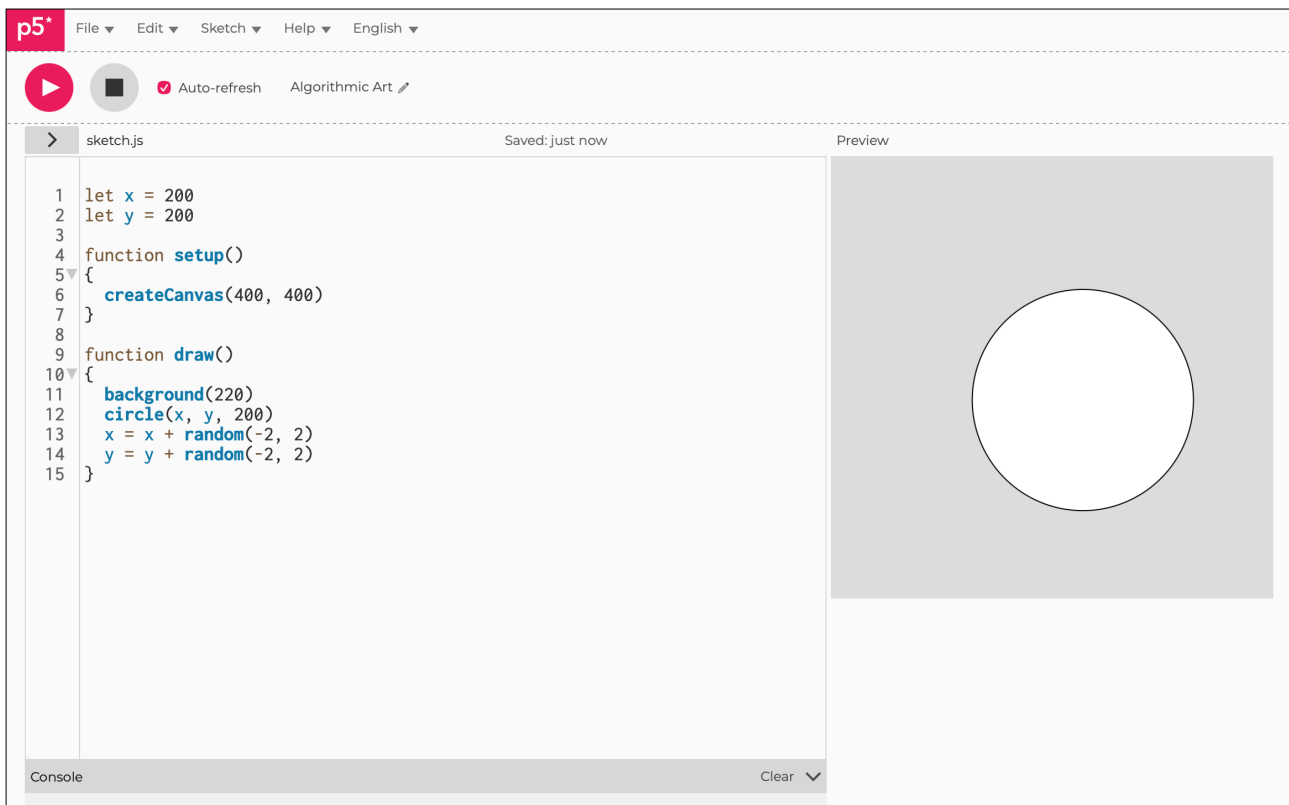 p5* File Edit Sketch Help English
Auto-refresh Algorithmic Art
sketch.js Saved: just now Preview
1 let x = 200
2 let y = 200
3
4 function setup()
5 {
6 createCanvas(400, 400)
7 }
8
9 function draw()
10 {
11 background(220)
12 circle(x, y, 200)
13 x = x + random(-2, 2)
14 y = y + random(-2, 2)
15 }
Console Clear